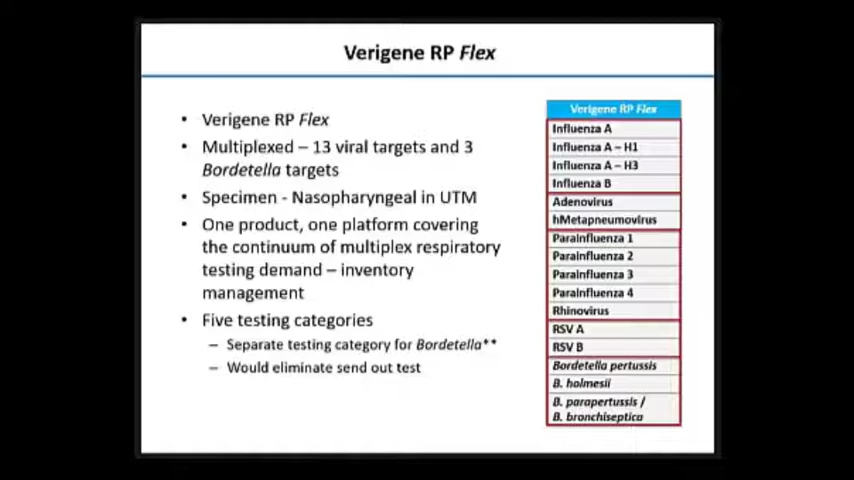 Verigene RP Flex
• Verigene RP Flex
• Multiplexed – 13 viral targets and 3
Bordetella targets
• Specimen - Nasopharyngeal in UTM
• One product, one platform covering
the continuum of multiplex respiratory
testing demand – inventory
management
• Five testing categories
– Separate testing category for Bordetella**
– Would eliminate send out test
Verigene RP Flex
Influenza A
Influenza A – H1
Influenza A – H3
Influenza B
Adenovirus
hMetapneumovirus
Parainfluenza 1
Parainfluenza 2
Parainfluenza 3
Parainfluenza 4
Rhinovirus
RSV A
RSV B
Bordetella pertussis
B. holmesii
B. parapertussis /
B. bronchiseptica